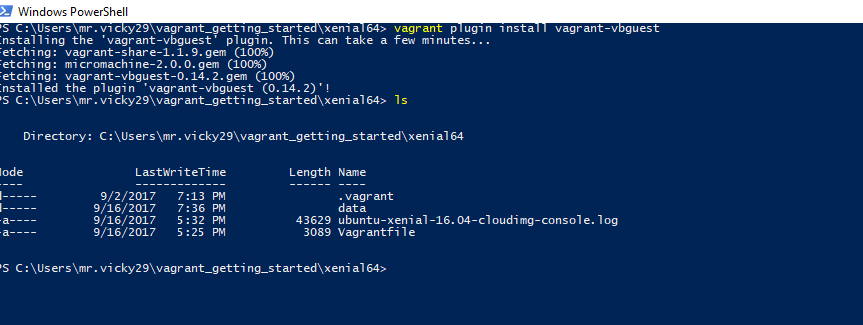 Windows PowerShell
PS C:\Users\mr.vicky29\vagrant_getting_started\xenial64> vagrant plugin install vagrant-vbguest
Installing the 'vagrant-vbguest' plugin. This can take a few minutes...
Fetching: vagrant-share-1.1.9.gem (100%)
Fetching: micromachine-2.0.0.gem (100%)
Fetching: vagrant-vbguest-0.14.2.gem (100%)
Installed the plugin 'vagrant-vbguest (0.14.2)'!
PS C:\Users\mr.vicky29\vagrant_getting_started\xenial64> ls
Directory: C:\Users\mr.vicky29\vagrant_getting_started\xenial64
Mode LastWriteTime Length Name
---- ------------- ------ ----
d----- 9/2/2017 7:13 PM .vagrant
d----- 9/16/2017 7:36 PM data
-a---- 9/16/2017 5:32 PM 43629 ubuntu-xenial-16.04-cloudimg-console.log
-a---- 9/16/2017 5:25 PM 3089 Vagrantfile
PS C:\Users\mr.vicky29\vagrant_getting_started\xenial64>